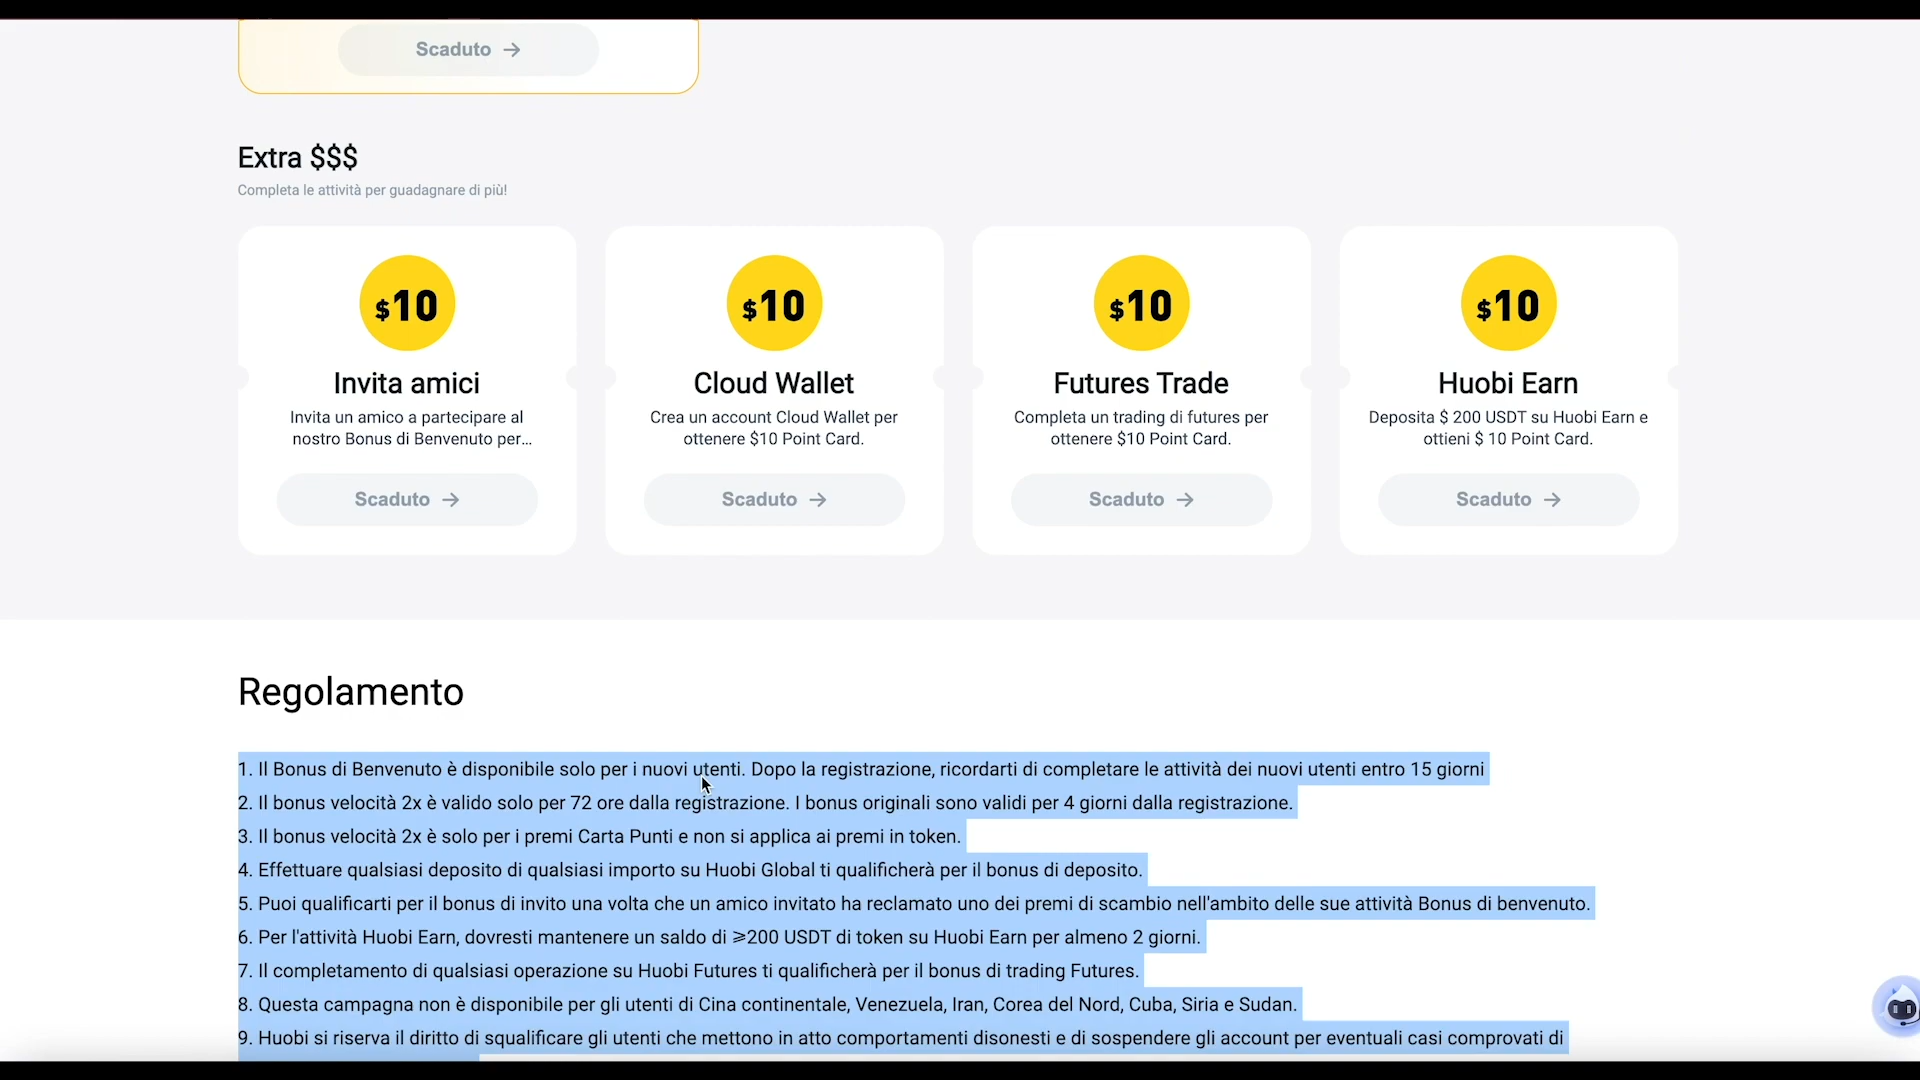 Scaduto →
Extra $$$
Completa le attività per guadagnare di più!
$10
Invita amici
Invita un amico a partecipare al
nostro Bonus di Benvenuto per...
Scaduto →
$10
Cloud Wallet
Crea un account Cloud Wallet per
ottenere $10 Point Card.
Scaduto →
$10
Futures Trade
Completa un trading di futures per
ottenere $10 Point Card.
Scaduto →
$10
Huobi Earn
Deposita $ 200 USDT su Huobi Earn e
ottieni $ 10 Point Card.
Scaduto →
Regolamento
1. Il Bonus di Benvenuto è disponibile solo per i nuovi utenti. Dopo la registrazione, ricordarti di completare le attività dei nuovi utenti entro 15 giorni
2. Il bonus velocità 2x è valido solo per 72 ore dalla registrazione. I bonus originali sono validi per 4 giorni dalla registrazione.
3. Il bonus velocità 2x è solo per i premi Carta Punti e non si applica ai premi in token.
4. Effettuare qualsiasi deposito di qualsiasi importo su Huobi Global ti qualificherà per il bonus di deposito.
5. Puoi qualificarti per il bonus di invito una volta che un amico invitato ha reclamato uno dei premi di scambio nell'ambito delle sue attività Bonus di benvenuto.
6. Per l'attività Huobi Earn, dovresti mantenere un saldo di ⩾200 USDT di token su Huobi Earn per almeno 2 giorni.
7. Il completamento di qualsiasi operazione su Huobi Futures ti qualificherà per il bonus di trading Futures.
8. Questa campagna non è disponibile per gli utenti di Cina continentale, Venezuela, Iran, Corea del Nord, Cuba, Siria e Sudan.
9. Huobi si riserva il diritto di squalificare gli utenti che mettono in atto comportamenti disonesti e di sospendere gli account per eventuali casi comprovati di